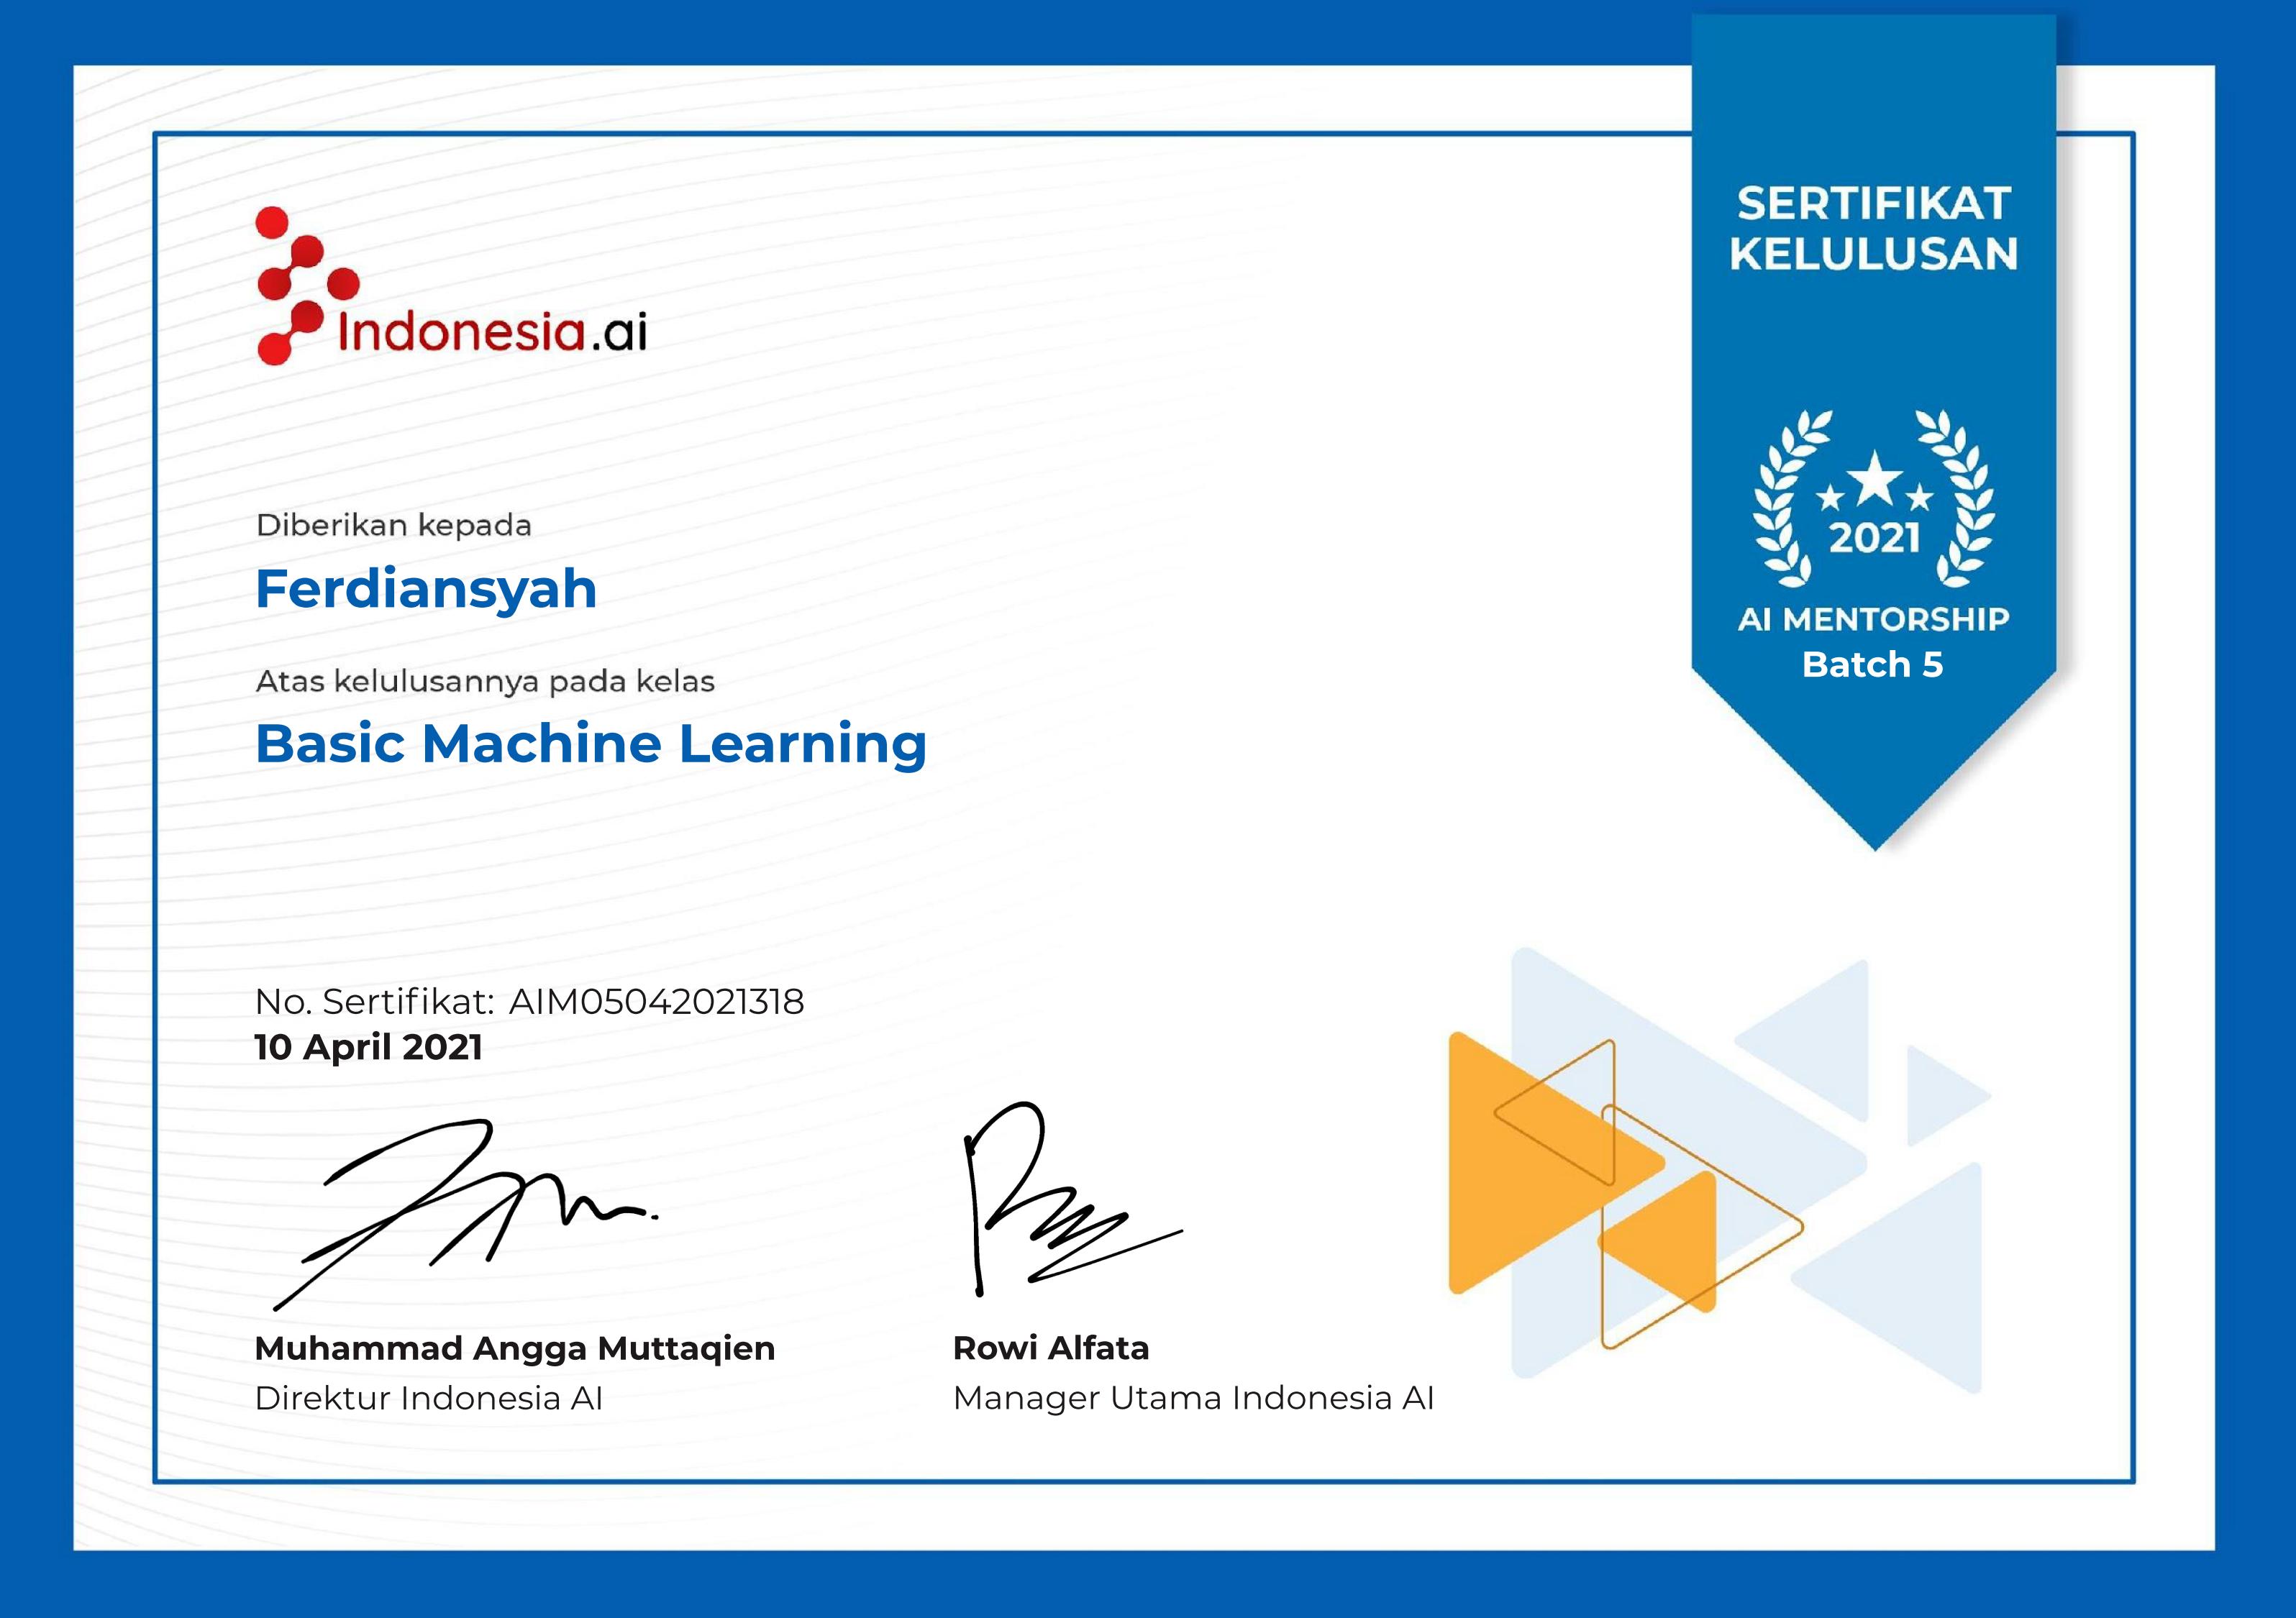 SERTIFIKAT
KELULUSAN
Indonesia.ai
2021
AI MENTORSHIP
Batch 5
Diberikan kepada
Ferdiansyah
Atas kelulusannya pada kelas
Basic Machine Learning
No. Sertifikat: AIM05042021318
10 April 2021
Muhammad Angga Muttaqien
Direktur Indonesia AI
Rowi Alfata
Manager Utama Indonesia AI